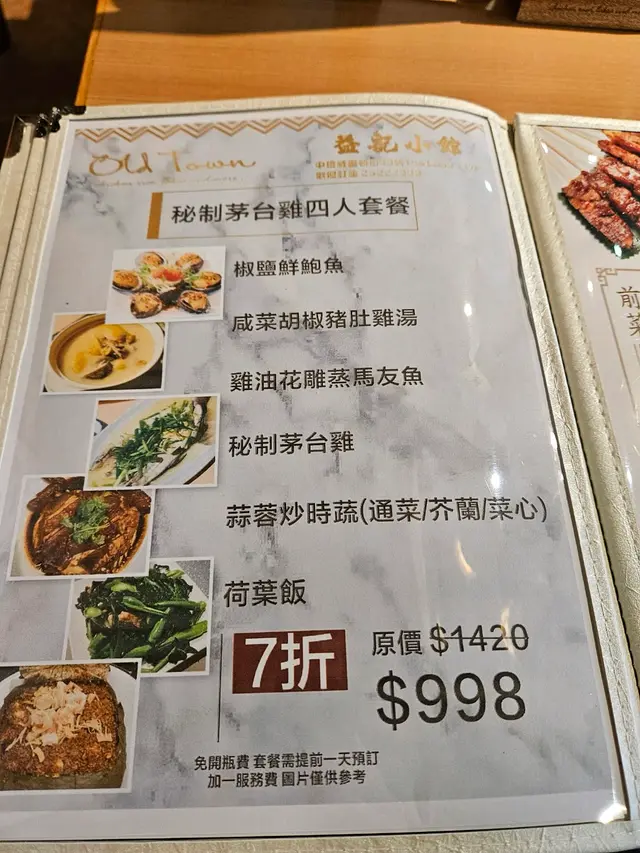 Old Town
益記小館
秘制茅台雞四人套餐
椒鹽鮮鮑魚
咸菜胡椒豬肚雞湯
雞油花雕蒸馬友魚
秘制茅台雞
蒜蓉炒時蔬(通菜/芥蘭/菜心)
荷葉飯
7折
原價 $1420
$998
免開瓶費 套餐需提前一天預訂
加一服務費 圖片僅供參考
前
菜